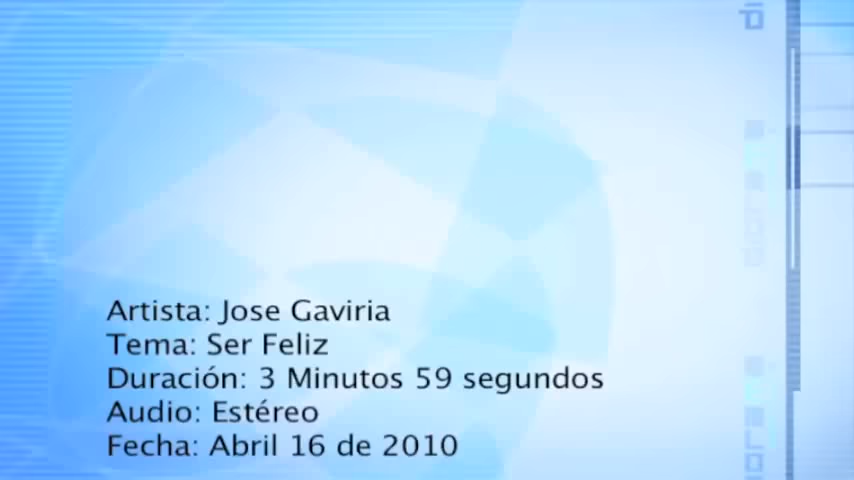 Artista: Jose Gaviria
Tema: Ser Feliz
Duración: 3 Minutos 59 segundos
Audio: Estéreo
Fecha: Abril 16 de 2010